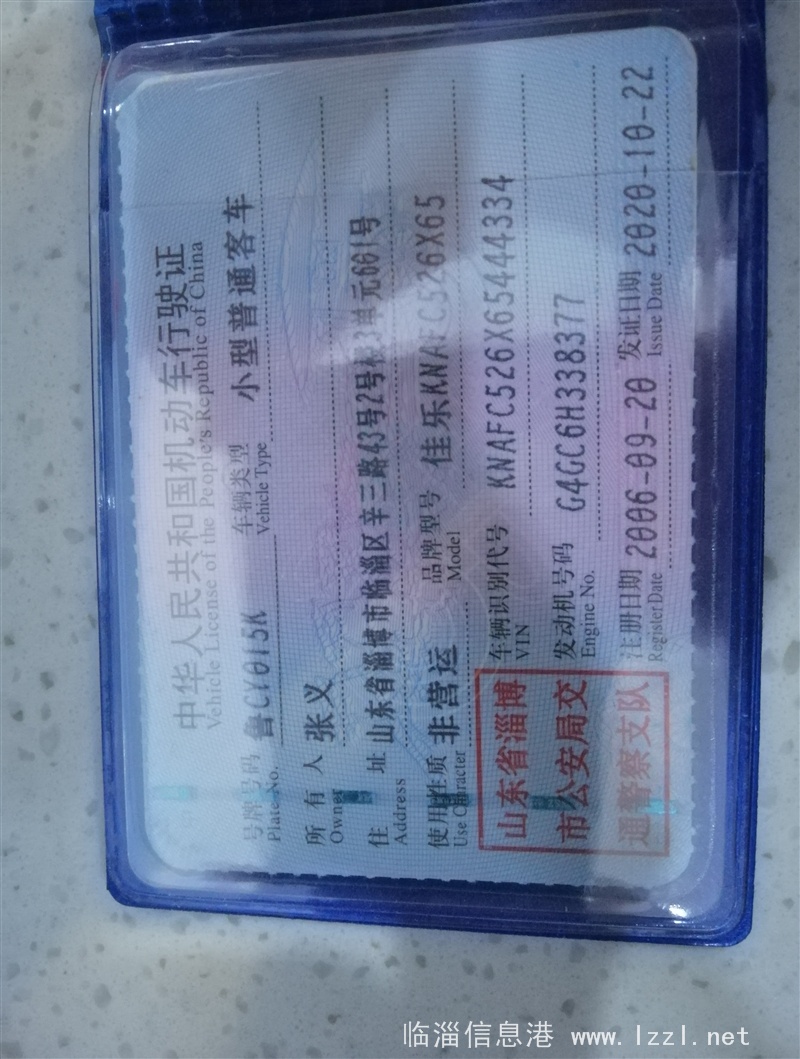 中华人民共和国机动车行驶证
Vehicle License of the People's Republic of China
号牌号码 鲁CY015K 车辆类型 小型普通客车
Plate No. Vehicle Type
所有人 张义
Owner
住址 山东省淄博市临淄区辛三路43号2号楼3单元601号
Address
使用性质 非营运 品牌型号 佳乐KNAFC526X65
Use Character Model
山东省淄博
市公安局交
通警察支队
车辆识别代号 KNAFC526X65444334
VIN
发动机号码 G4GC6H338377
Engine No.
注册日期 2006-09-20 发证日期 2020-10-22
Register Date Issue Date
临淄信息港 www.lzzl.net